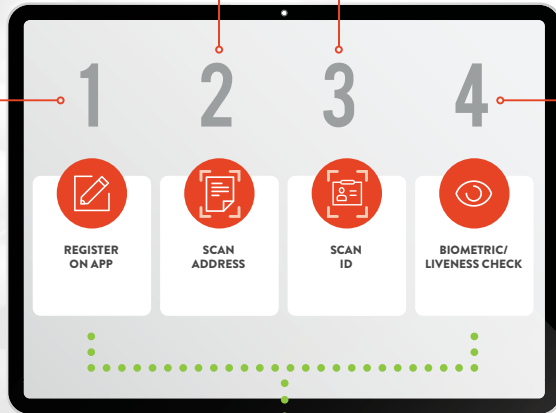 1 2 3 4
REGISTER
ON APP
SCAN
ADDRESS
SCAN
ID
BIOMETRIC/
LIVENESS CHECK